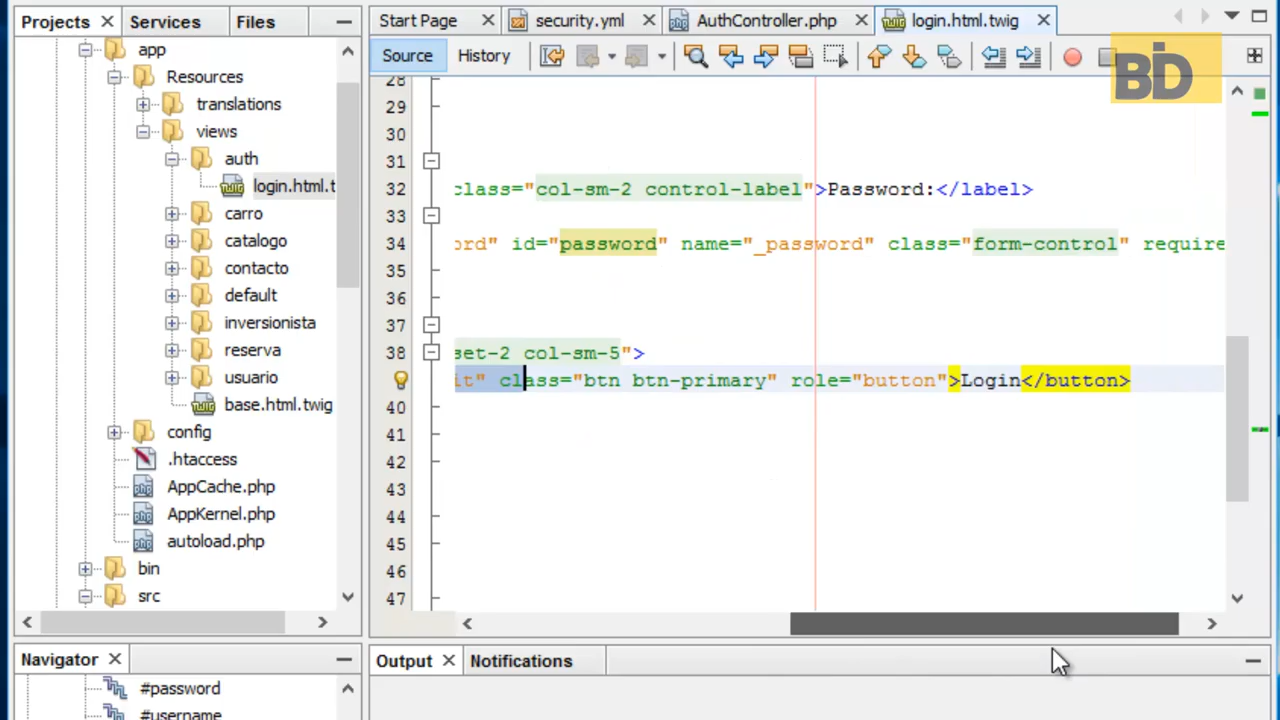 Projects Services Files
Start Page security.yml AuthController.php login.html.twig
Source History
BD
app
Resources
translations
views
auth
login.html.t
carro
catalogo
contacto
default
inversionista
reserva
usuario
base.html.twig
config
.htaccess
AppCache.php
AppKernel.php
autoload.php
bin
src
28
29
30
31
32 class="col-sm-2 control-label">Password:</label>
33
34 ord" id="password" name="_password" class="form-control" require
35
36
37
38 set-2 col-sm-5">
it" class="btn btn-primary" role="button">Login</button>
40
41
42
43
44
45
46
47
Navigator
#password
#username
Output Notifications